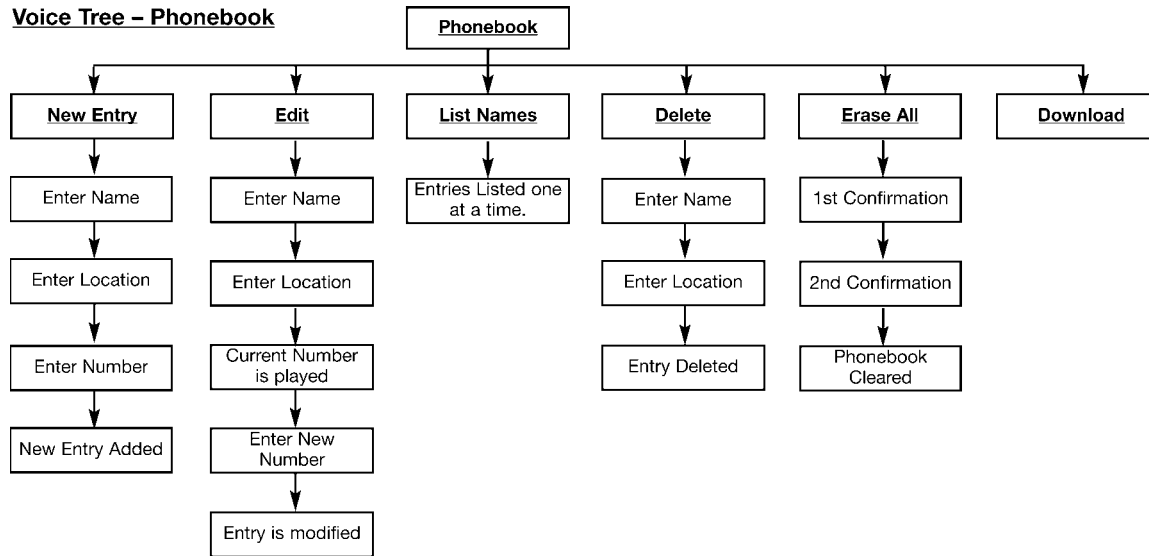 Voice Tree – Phonebook
Phonebook
New Entry
Edit
List Names
Delete
Erase All
Download
Enter Name
Enter Name
Entries Listed one
at a time.
Enter Name
1st Confirmation
Enter Location
Enter Location
Enter Location
2nd Confirmation
Enter Number
Current Number
is played
Entry Deleted
Phonebook
Cleared
New Entry Added
Enter New
Number
Entry is modified